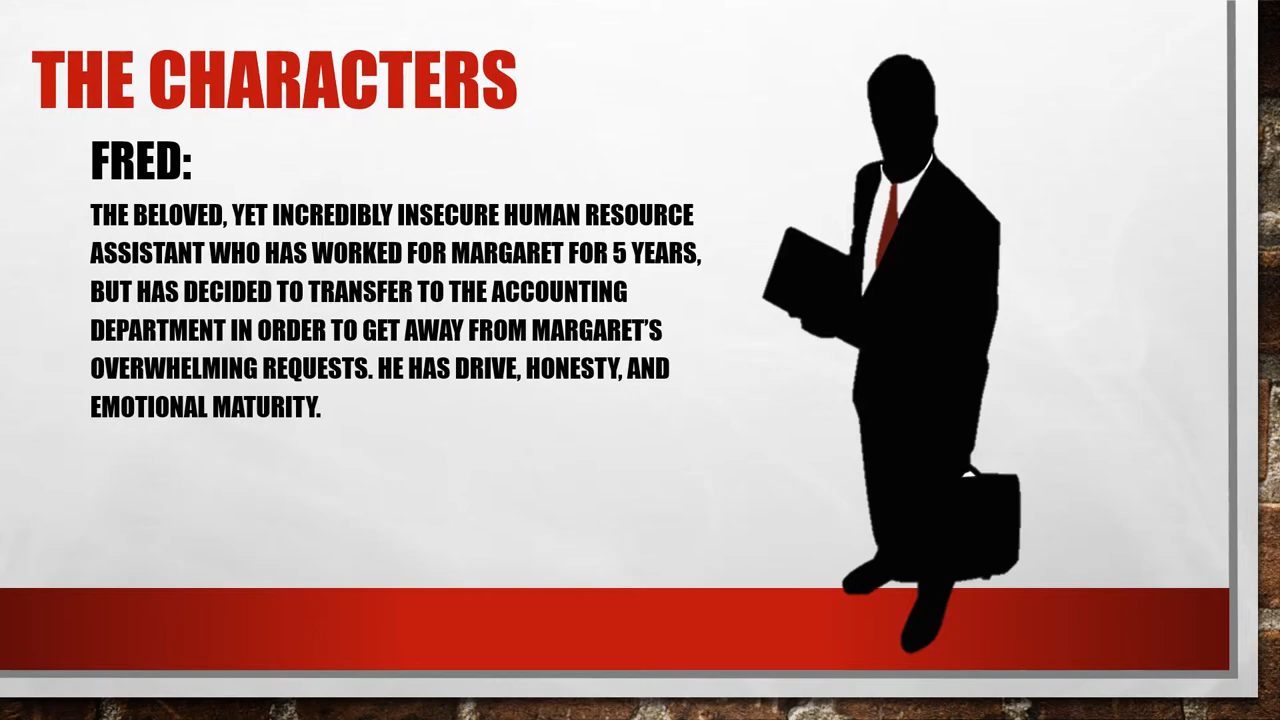 THE CHARACTERS
FRED:
THE BELOVED, YET INCREDIBLY INSECURE HUMAN RESOURCE
ASSISTANT WHO HAS WORKED FOR MARGARET FOR 5 YEARS,
BUT HAS DECIDED TO TRANSFER TO THE ACCOUNTING
DEPARTMENT IN ORDER TO GET AWAY FROM MARGARET’S
OVERWHELMING REQUESTS. HE HAS DRIVE, HONESTY, AND
EMOTIONAL MATURITY.